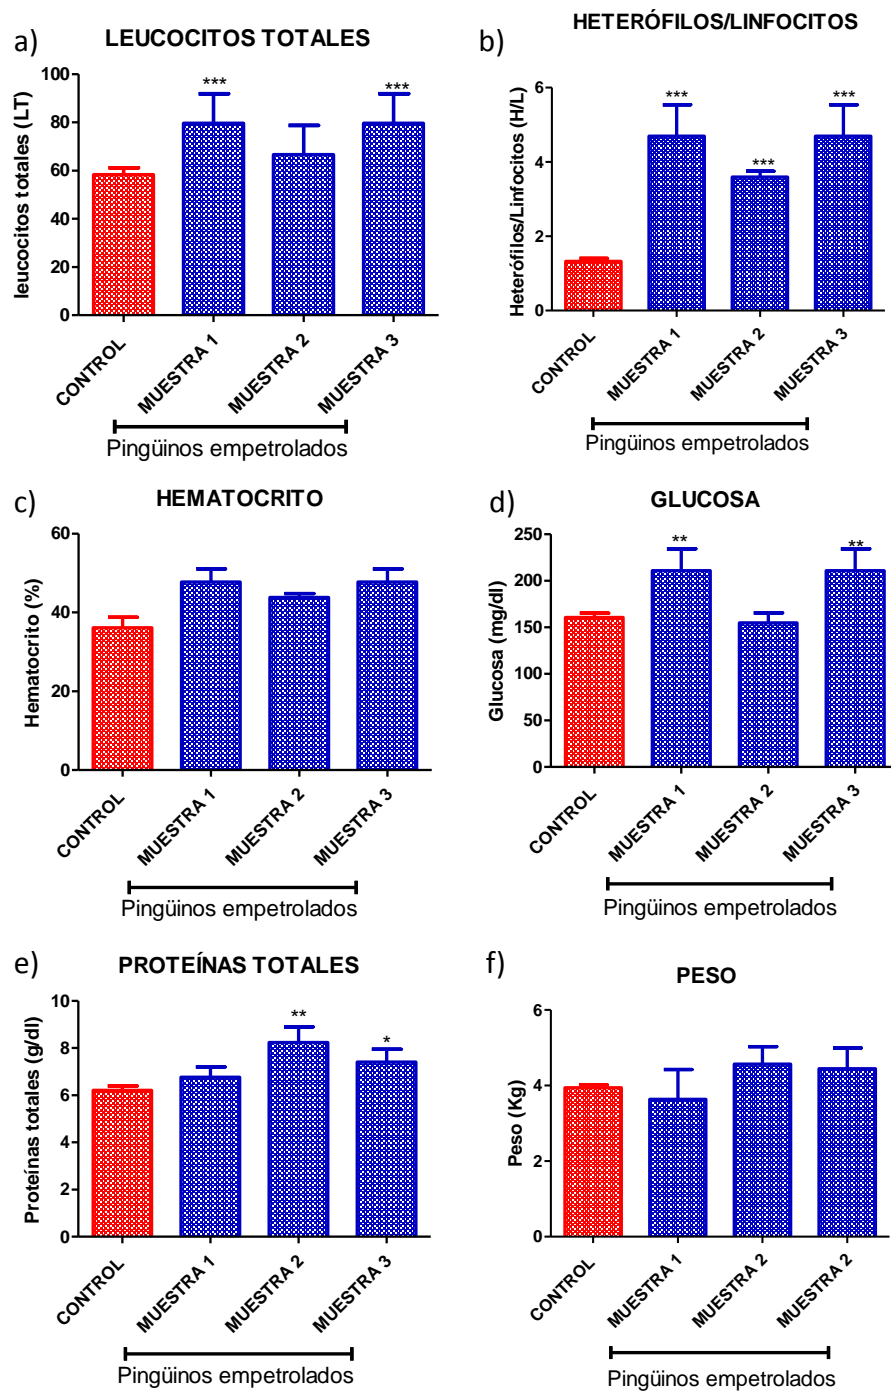 a)
LEUCOCITOS TOTALES
leucocitos totales (LT)
100
80
60
40
20
0
***
***
CONTROL
MUESTRA 1
MUESTRA 2
MUESTRA 3
Pingüinos empetrolados
b)
HETERÓFILOS/LINFOCITOS
Heterófilos/Linfocitos (H/L)
6
4
2
0
***
***
***
CONTROL
MUESTRA 1
MUESTRA 2
MUESTRA 3
Pingüinos empetrolados
c)
HEMATOCRITO
Hematocrito (%)
60
40
20
0
CONTROL
MUESTRA 1
MUESTRA 2
MUESTRA 3
Pingüinos empetrolados
d)
GLUCOSA
Glucosa (mg/dl)
250
200
150
100
50
0
**
**
CONTROL
MUESTRA 1
MUESTRA 2
MUESTRA 3
Pingüinos empetrolados
e)
PROTEÍNAS TOTALES
Proteínas totales (g/dl)
10
8
6
4
2
0
**
*
CONTROL
MUESTRA 1
MUESTRA 2
MUESTRA 3
Pingüinos empetrolados
f)
PESO
Peso (Kg)
6
4
2
0
CONTROL
MUESTRA 1
MUESTRA 2
MUESTRA 2
Pingüinos empetrolados